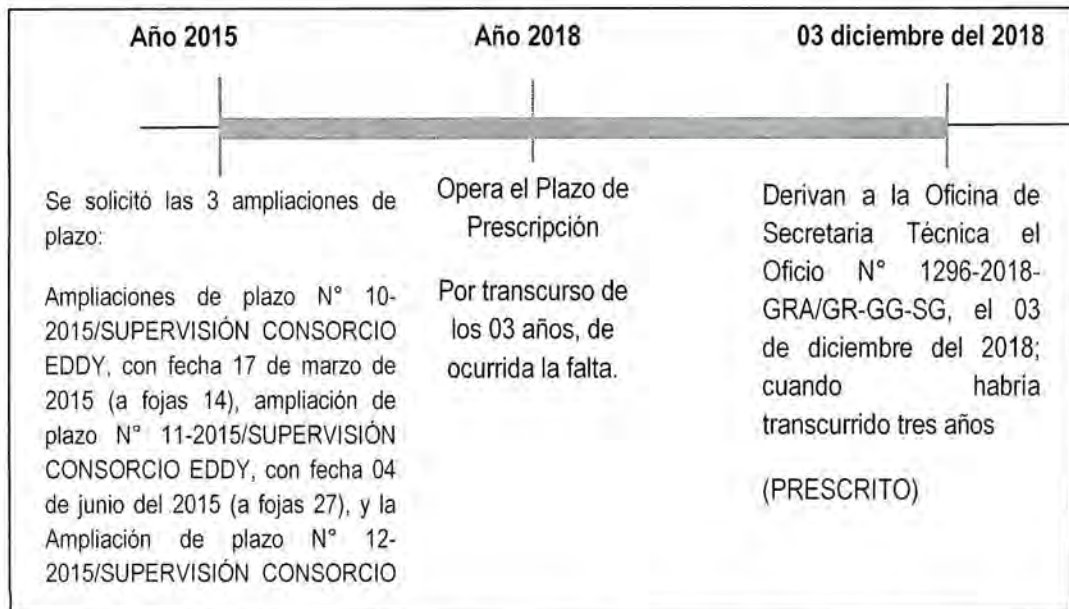 Año 2015
Año 2018
03 diciembre del 2018
Se solicitó las 3 ampliaciones de
plazo:
Ampliaciones de plazo N° 10-
2015/SUPERVISIÓN CONSORCIO
EDDY, con fecha 17 de marzo de
2015 (a fojas 14), ampliación de
plazo N° 11-2015/SUPERVISIÓN
CONSORCIO EDDY, con fecha 04
de junio del 2015 (a fojas 27), y la
Ampliación de plazo N° 12-
2015/SUPERVISIÓN CONSORCIO
Opera el Plazo de
Prescripción
Por transcurso de
los 03 años, de
ocurrida la falta.
Derivan a la Oficina de
Secretaria Técnica el
Oficio N° 1296-2018-
GRA/GR-GG-SG, el 03
de diciembre del 2018;
cuando habria
transcurrido tres años
(PRESCRITO)